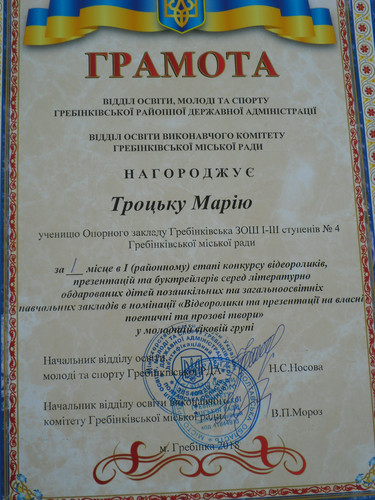 ГРАМОТА
ВІДДІЛ ОСВІТИ, МОЛОДІ ТА СПОРТУ
ГРЕБІНКІВСЬКОЇ РАЙОННОЇ ДЕРЖАВНОЇ АДМІНІСТРАЦІЇ
ВІДДІЛ ОСВІТИ ВИКОНАВЧОГО КОМІТЕТУ
ГРЕБІНКІВСЬКОЇ МІСЬКОЇ РАДИ
НАГОРОДЖУЄ
Троцьку Марію
ученицю Опорного закладу Гребінківська ЗОШ І-ІІІ ступенів № 4
Гребінківської міської ради
за 1 місце в І (районному) етапі конкурсу відеороликів,
презентацій та буктрейлерів серед літературно
обдарованих дітей позашкільних та загальноосвітніх
навчальних закладів в номінації «Відеоролики та презентації на власні
поетичні та прозові твори»
у молодшій віковій групі
Начальник відділу освіти,
молоді та спорту Гребінківської РДА
Н.С.Носова
Начальник відділу освіти виконавчого
комітету Гребінківської міської ради
В.П.Мороз
м. Гребінка 2018